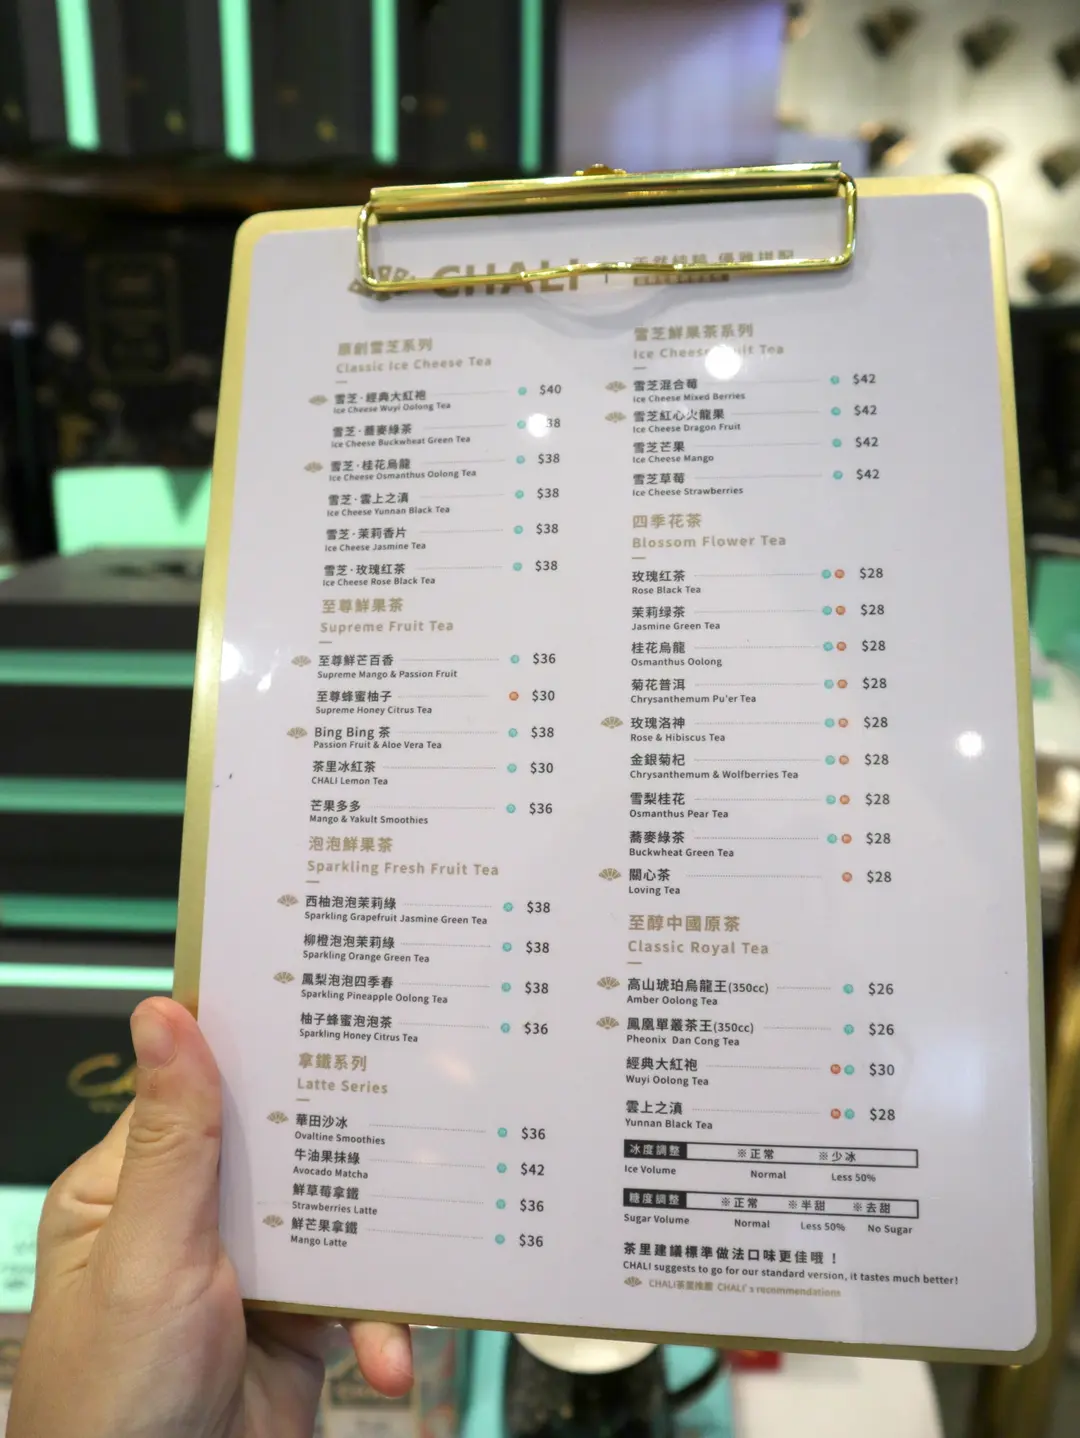 CHALI
原創雪芝系列
Classic Ice Cheese Tea
雪芝·經典大紅袍 $40
Ice Cheese Wuyi Oolong Tea
雪芝·蕎麥綠茶 38
Ice Cheese Buckwheat Green Tea
雪芝·桂花烏龍 $38
Ice Cheese Osmanthus Oolong Tea
雪芝·雲上之滇 $38
Ice Cheese Yunnan Black Tea
雪芝·茉莉香片 $38
Ice Cheese Jasmine Tea
雪芝·玫瑰紅茶 $38
Ice Cheese Rose Black Tea
至尊鮮果茶
Supreme Fruit Tea
至尊鮮芒百香 $36
Supreme Mango & Passion Fruit
至尊蜂蜜柚子 熱 $30
Supreme Honey Citrus Tea
Bing Bing 茶 $38
Passion Fruit & Aloe Vera Tea
茶里冰紅茶 $30
CHALI Lemon Tea
芒果多多 $36
Mango & Yakult Smoothies
泡泡鮮果茶
Sparkling Fresh Fruit Tea
西柚泡泡茉莉綠 $38
Sparkling Grapefruit Jasmine Green Tea
柳橙泡泡茉莉綠 $38
Sparkling Orange Green Tea
鳳梨泡泡四季春 $38
Sparkling Pineapple Oolong Tea
柚子蜂蜜泡泡茶 $36
Sparkling Honey Citrus Tea
拿鐵系列
Latte Series
華田沙冰 $36
Ovaltine Smoothies
牛油果抹綠 $42
Avocado Matcha
鮮草莓拿鐵 $36
Strawberries Latte
鮮芒果拿鐵 $36
Mango Latte
雪芝鮮果茶系列
Ice Cheese Fruit Tea
雪芝混合莓 $42
Ice Cheese Mixed Berries
雪芝紅心火龍果 $42
Ice Cheese Dragon Fruit
雪芝芒果 $42
Ice Cheese Mango
雪芝草莓 $42
Ice Cheese Strawberries
四季花茶
Blossom Flower Tea
玫瑰紅茶 $28
Rose Black Tea
茉莉绿茶 $28
Jasmine Green Tea
桂花烏龍 $28
Osmanthus Oolong
菊花普洱 $28
Chrysanthemum Pu'er Tea
玫瑰洛神 $28
Rose & Hibiscus Tea
金銀菊杞 $28
Chrysanthemum & Wolfberries Tea
雪梨桂花 $28
Osmanthus Pear Tea
蕎麥綠茶 $28
Buckwheat Green Tea
關心茶 $28
Loving Tea
至醇中國原茶
Classic Royal Tea
高山琥珀烏龍王(350cc) $26
Amber Oolong Tea
鳳凰單叢茶王(350cc) $26
Pheonix Dan Cong Tea
經典大紅袍 $30
Wuyi Oolong Tea
雲上之滇 $28
Yunnan Black Tea
冰度調整 ※正常 ※少冰
Ice Volume Normal Less 50%
糖度調整 ※正常 ※半甜 ※去甜
Sugar Volume Normal Less 50% No Sugar
茶里建議標準做法口味更佳哦！
CHALI suggests to go for our standard version, it tastes much better!
CHALI茶里推薦 CHALI's recommendations